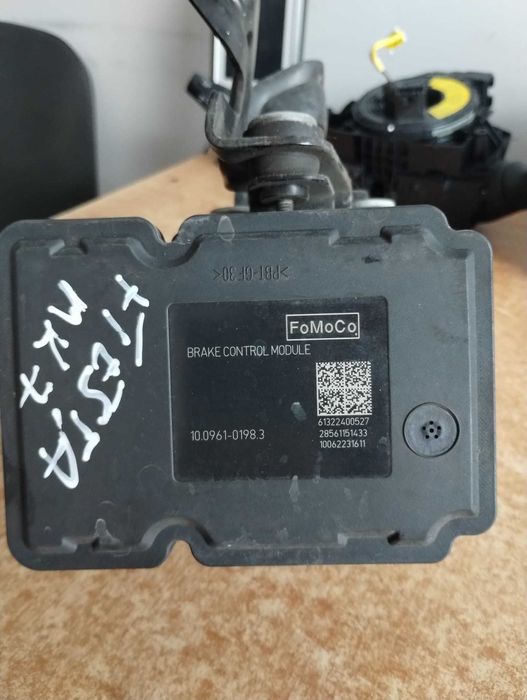 >PBT-GF30<
FoMoCo
BRAKE CONTROL MODULE
10.0961-0198.3
61322400527
28561151433
10062231611
FIESTA
MK7